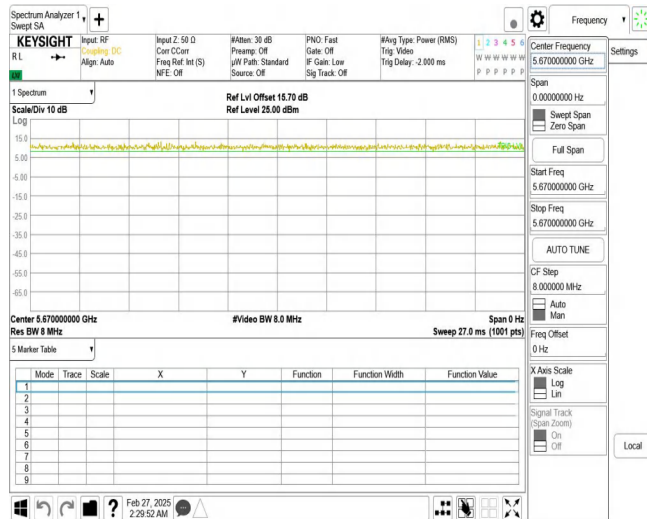 Spectrum Analyzer 1
Swept SA
+
Frequency
KEYSIGHT
RL
Input: RF
Coupling: DC
Align: Auto
Input Z: 50 Ω
Corr CCorr
Freq Ref: Int (S)
NFE: Off
#Atten: 30 dB
Preamp: Off
µW Path: Standard
Source: Off
PNO: Fast
Gate: Off
IF Gain: Low
Sig Track: Off
#Avg Type: Power (RMS)
Trig: Video
Trig Delay: -2.000 ms
1 2 3 4 5 6
W W W W W W
P P P P P P
Center Frequency
5.670000000 GHz
Settings
Span
0.00000000 Hz
Swept Span
Zero Span
Full Span
Start Freq
5.670000000 GHz
Stop Freq
5.670000000 GHz
AUTO TUNE
CF Step
8.000000 MHz
Auto
Man
Freq Offset
0 Hz
X Axis Scale
Log
Lin
Signal Track
(Span Zoom)
On
Off
Local
1 Spectrum
Scale/Div 10 dB
Log
Ref Lvl Offset 15.70 dB
Ref Level 25.00 dBm
15.0
5.00
-5.00
-15.0
-25.0
-35.0
-45.0
-55.0
-65.0
Center 5.670000000 GHz
Res BW 8 MHz
#Video BW 8.0 MHz
Span 0 Hz
Sweep 27.0 ms (1001 pts)
5 Marker Table
Mode Trace Scale X Y Function Function Width Function Value
1
2
3
4
5
6
7
8
9
?
Feb 27, 2025
2:29:52 AM